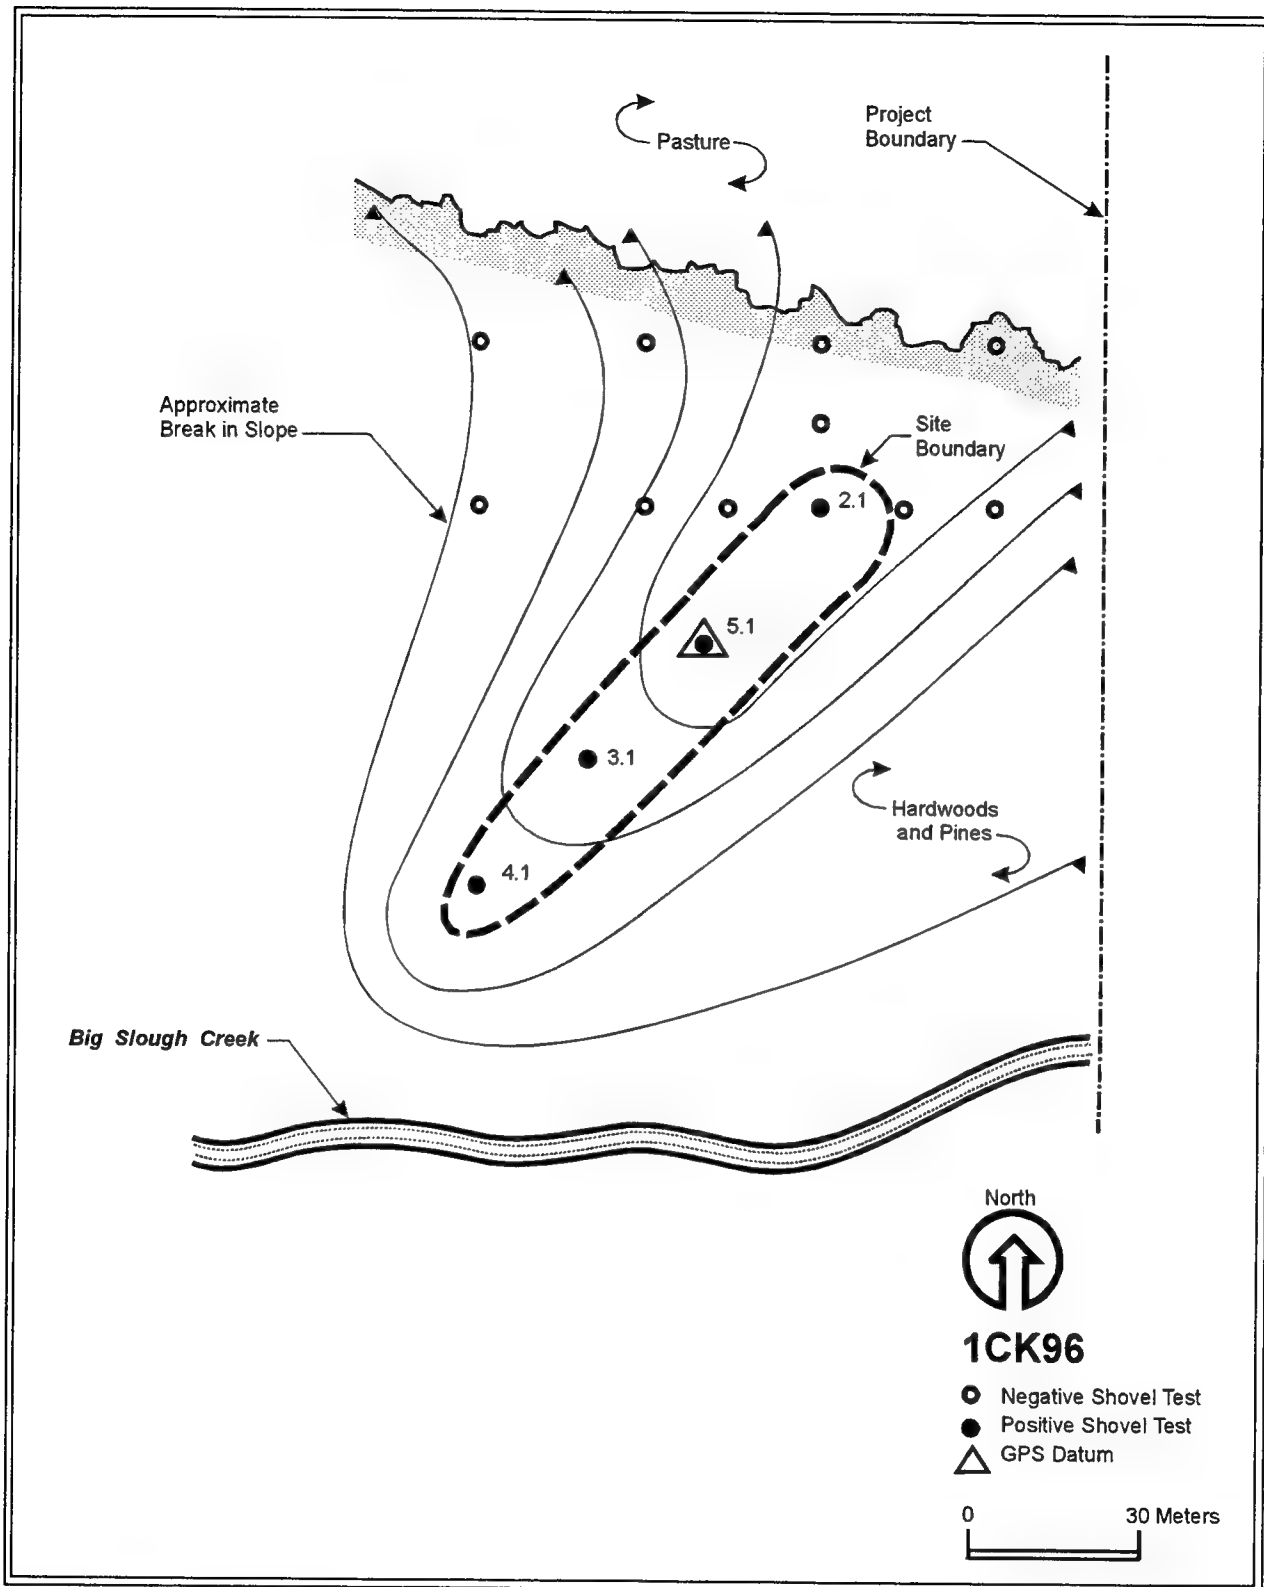 Pasture
Project
Boundary
Approximate
Break in Slope
Site
Boundary
2.1
5.1
3.1
4.1
Hardwoods
and Pines
Big Slough Creek
North
1CK96
Negative Shovel Test
Positive Shovel Test
GPS Datum
0 30 Meters